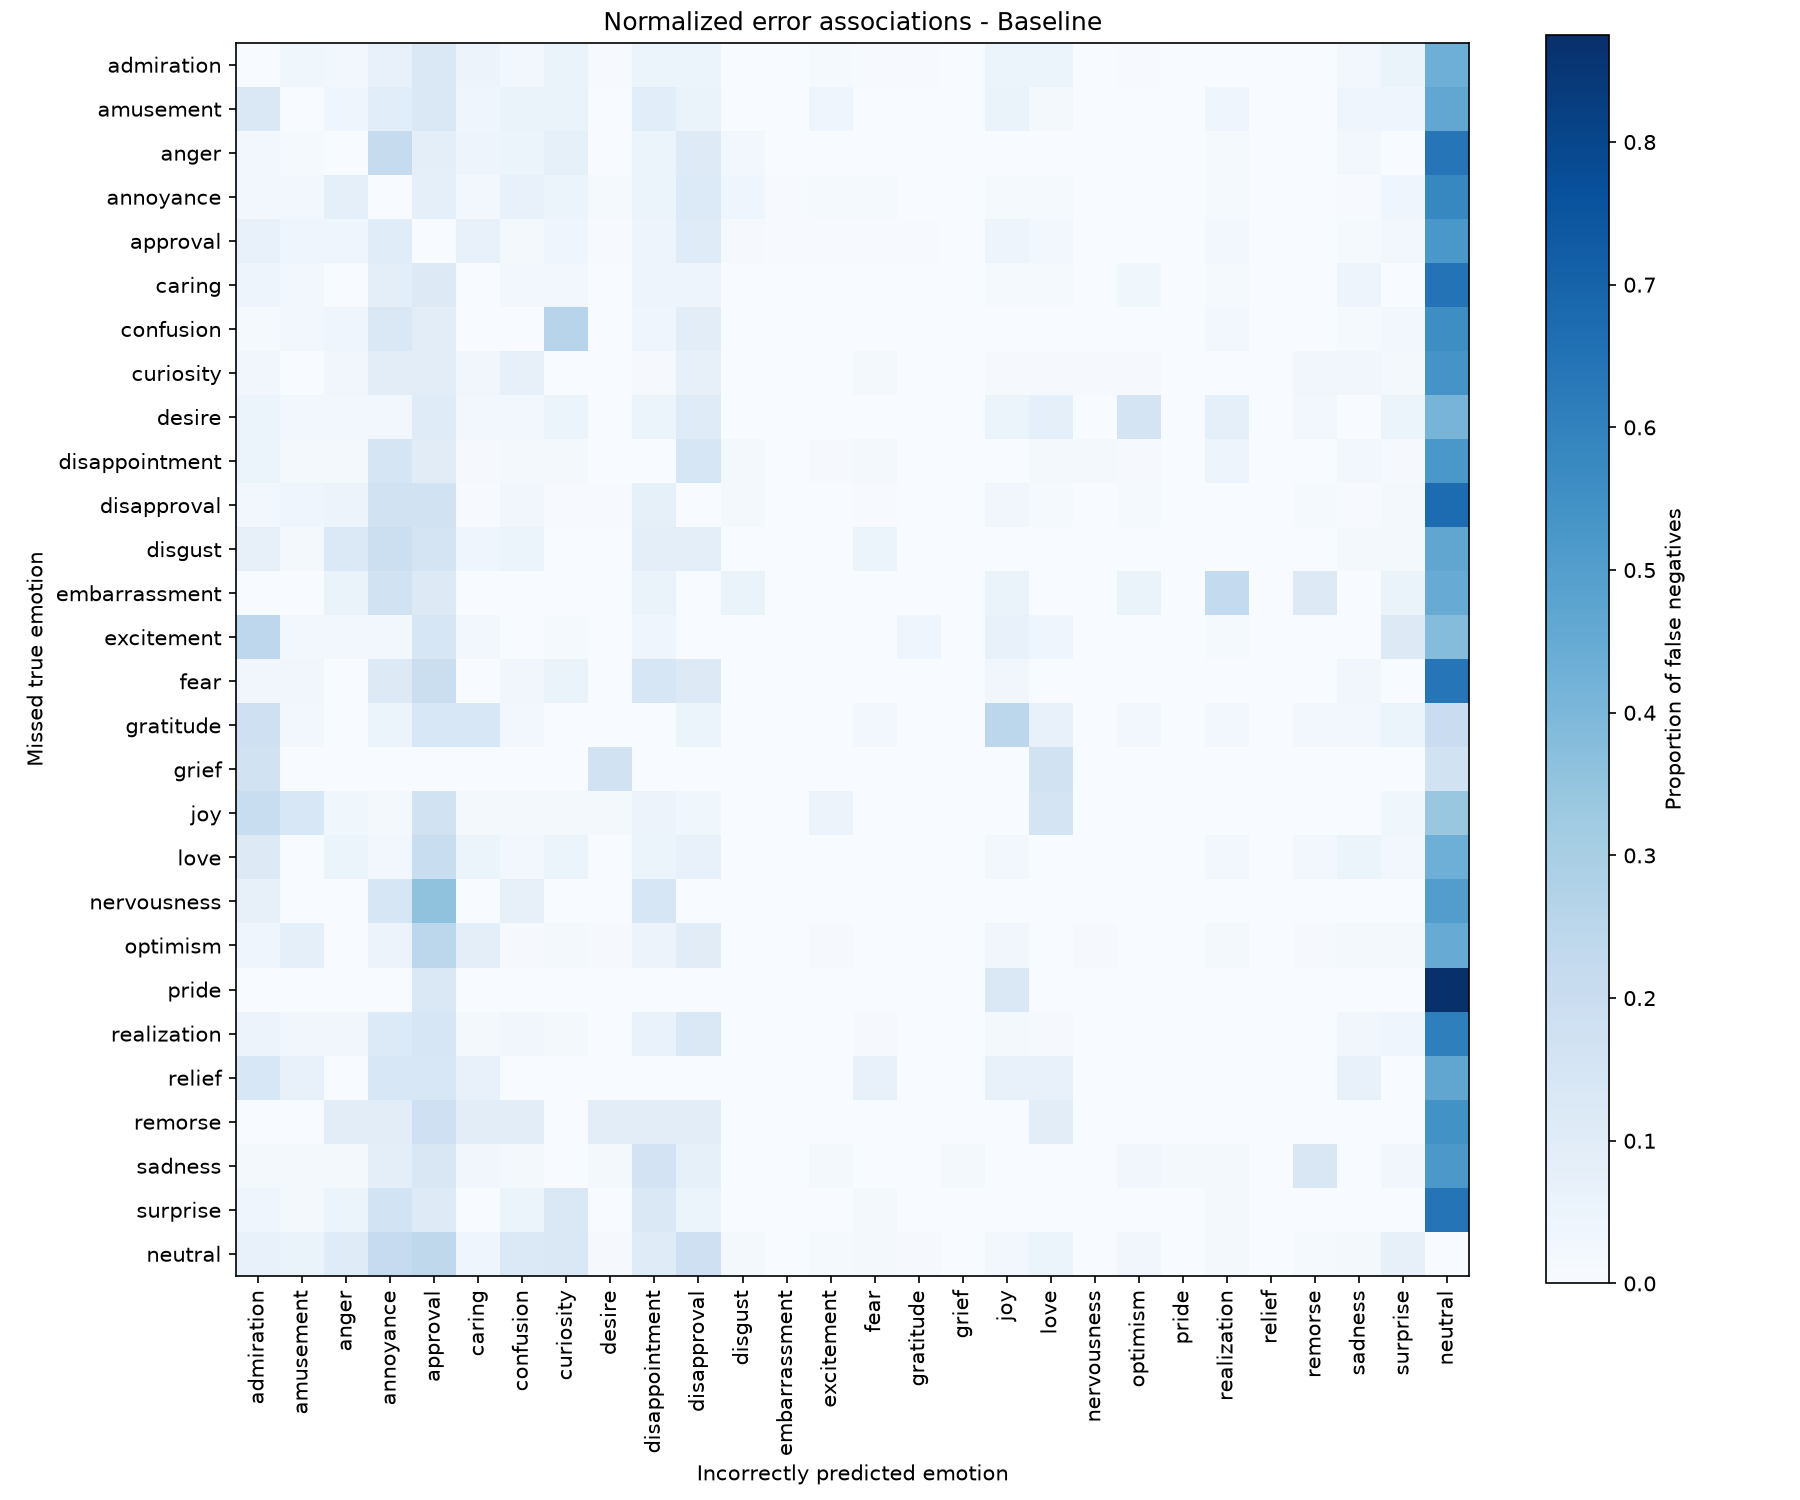 Normalized error associations - Baseline
Missed true emotion
admiration
amusement
anger
annoyance
approval
caring
confusion
curiosity
desire
disappointment
disapproval
disgust
embarrassment
excitement
fear
gratitude
grief
joy
love
nervousness
optimism
pride
realization
relief
remorse
sadness
surprise
neutral
admiration
amusement
anger
annoyance
approval
caring
confusion
curiosity
desire
disappointment
disapproval
disgust
embarrassment
excitement
fear
gratitude
grief
joy
love
nervousness
optimism
pride
realization
relief
remorse
sadness
surprise
neutral
Incorrectly predicted emotion
0.8
0.7
0.6
0.5
0.4
0.3
0.2
0.1
0.0
Proportion of false negatives